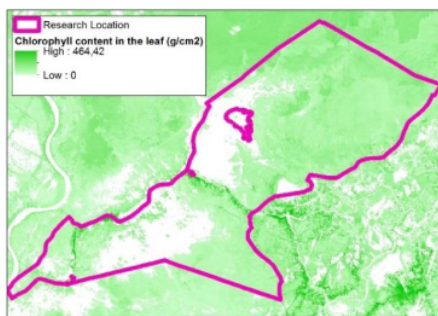 Research Location
Chlorophyll content in the leaf (g/cm2)
High : 464,42
Low : 0